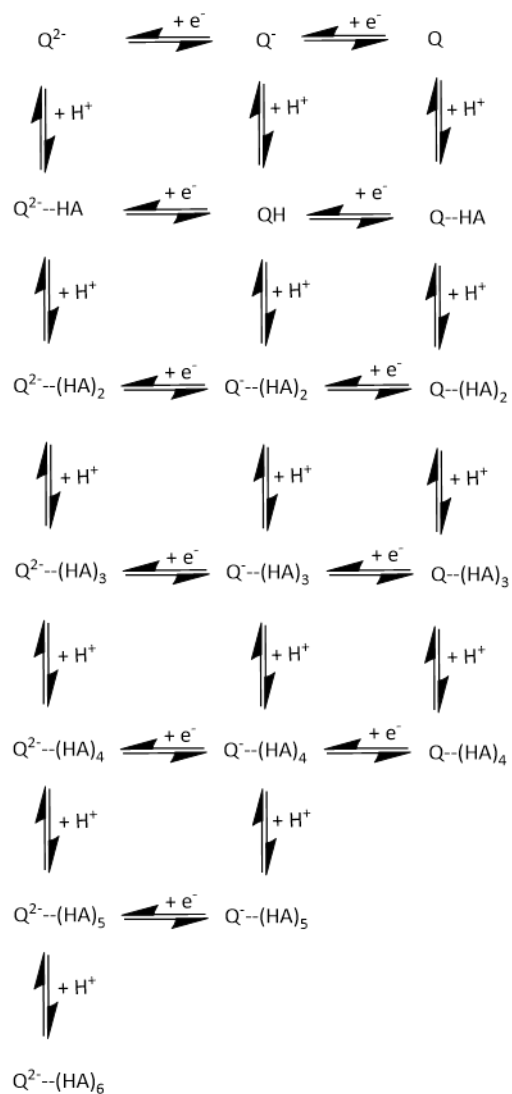 + e⁻ + e⁻
Q²⁻ Q⁻ Q
+ H⁺ + H⁺ + H⁺
+ e⁻ + e⁻
Q²⁻--HA QH Q--HA
+ H⁺ + H⁺ + H⁺
+ e⁻ + e⁻
Q²⁻--(HA)₂ Q⁻--(HA)₂ Q--(HA)₂
+ H⁺ + H⁺ + H⁺
+ e⁻ + e⁻
Q²⁻--(HA)₃ Q⁻--(HA)₃ Q--(HA)₃
+ H⁺ + H⁺ + H⁺
+ e⁻ + e⁻
Q²⁻--(HA)₄ Q⁻--(HA)₄ Q--(HA)₄
+ H⁺ + H⁺
+ e⁻
Q²⁻--(HA)₅ Q⁻--(HA)₅
+ H⁺
Q²⁻--(HA)₆